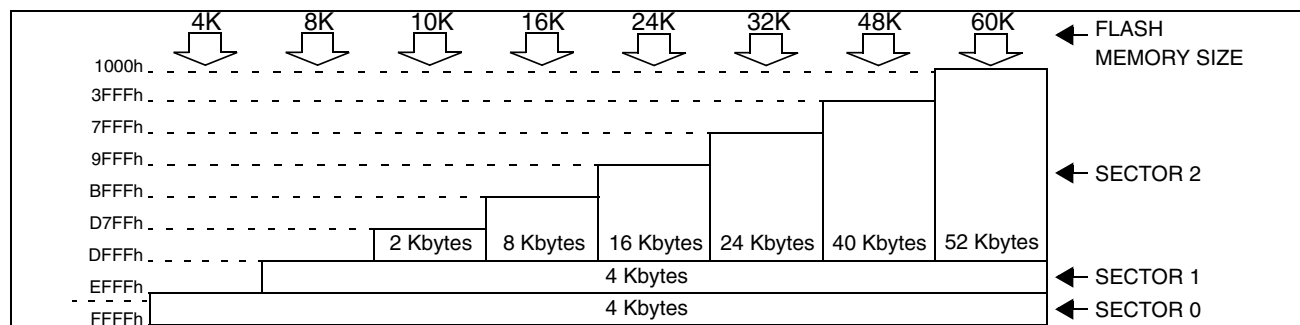 4K 8K 10K 16K 24K 32K 48K 60K
FLASH
MEMORY SIZE
1000h
3FFFh
7FFFh
9FFFh
BFFFh
SECTOR 2
D7FFh
2 Kbytes 8 Kbytes 16 Kbytes 24 Kbytes 40 Kbytes 52 Kbytes
DFFFh
4 Kbytes SECTOR 1
EFFFh
4 Kbytes SECTOR 0
FFFFh